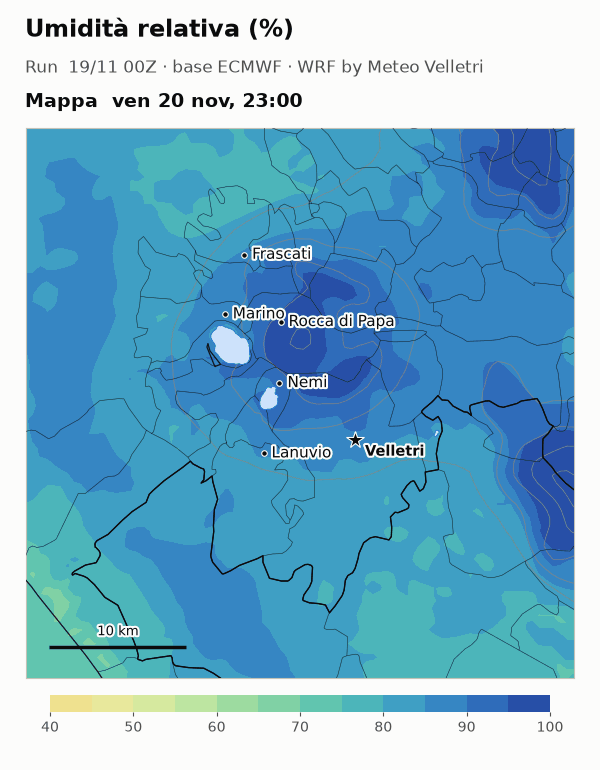 Umidità relativa (%)
Run  19/11 00Z · base ECMWF · WRF by Meteo Velletri
Mappa  ven 20 nov, 23:00
Frascati
Marino
Rocca di Papa
Nemi
Velletri
Lanuvio
10 km
40 50 60 70 80 90 100